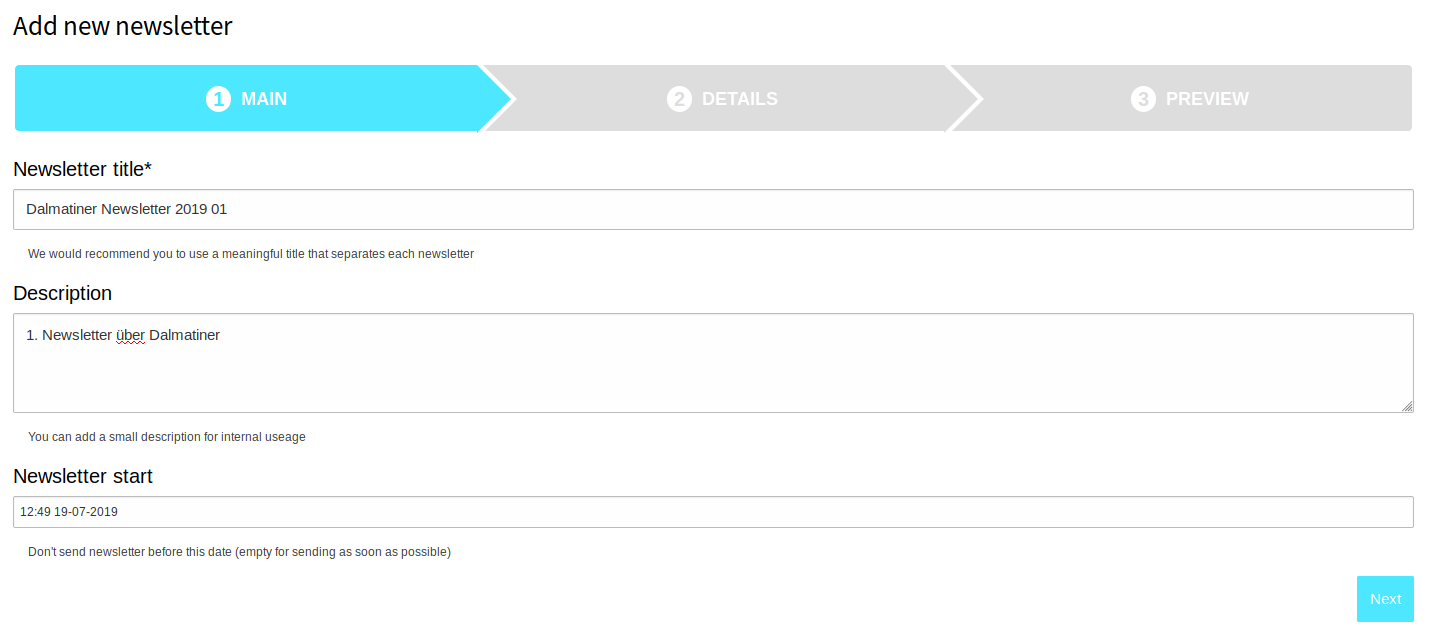 Add new newsletter
1 MAIN
2 DETAILS
3 PREVIEW
Newsletter title*
Dalmatiner Newsletter 2019 01
We would recommend you to use a meaningful title that separates each newsletter
Description
1. Newsletter über Dalmatiner
You can add a small description for internal useage
Newsletter start
12:49 19-07-2019
Don't send newsletter before this date (empty for sending as soon as possible)
Next